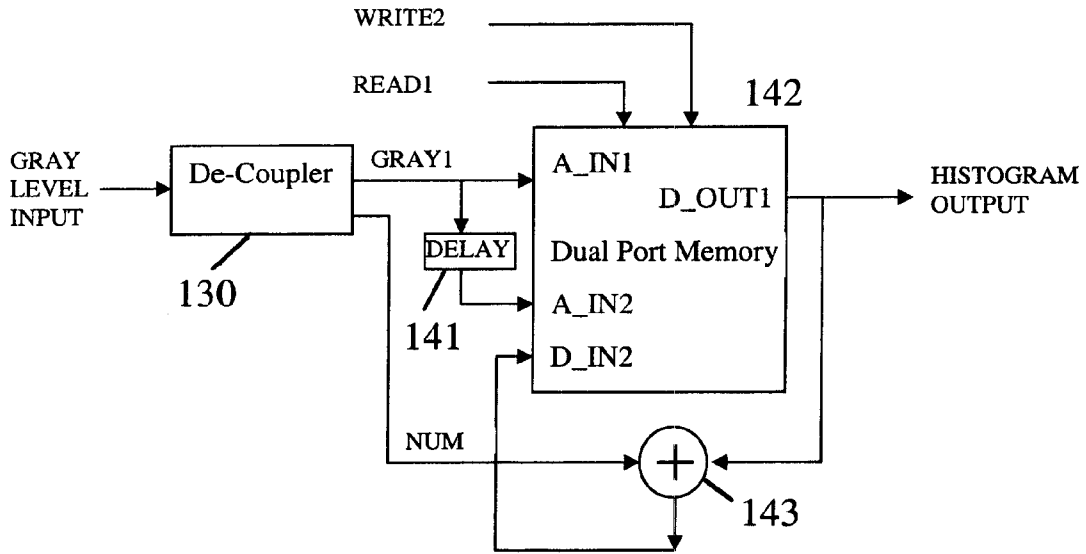 WRITE2
READ1
142
GRAY
LEVEL
INPUT
De-Coupler
GRAY1
A_IN1
D_OUT1
HISTOGRAM
OUTPUT
DELAY
Dual Port Memory
130
141
A_IN2
D_IN2
NUM
+
143